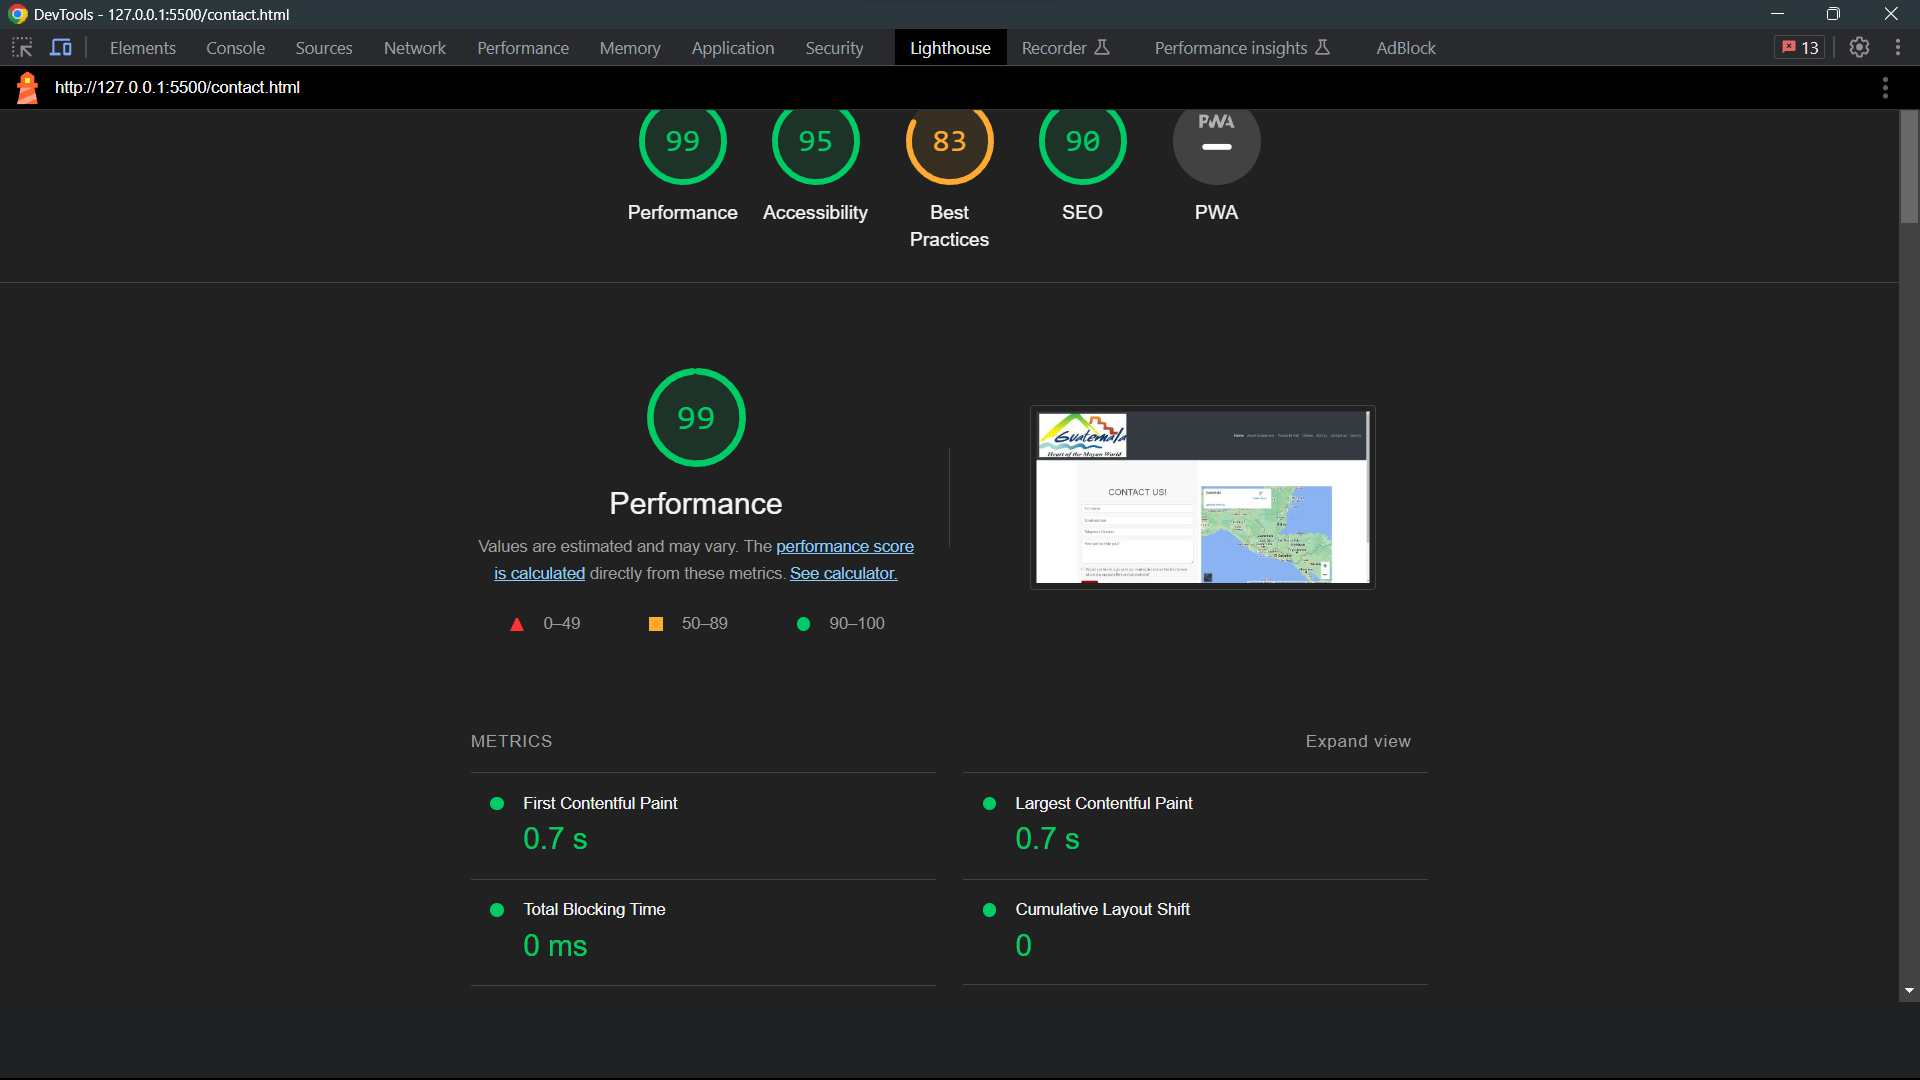 DevTools - 127.0.0.1:5500/contact.html
Elements Console Sources Network Performance Memory Application Security Lighthouse Recorder Performance insights AdBlock 13
http://127.0.0.1:5500/contact.html
99 95 83 90 PWA
Performance Accessibility Best Practices SEO PWA
99
Performance
Values are estimated and may vary. The performance score
is calculated directly from these metrics. See calculator.
0–49 50–89 90–100
Guatemala
Heart of the Mayan World
CONTACT US!
METRICS Expand view
First Contentful Paint
0.7 s
Largest Contentful Paint
0.7 s
Total Blocking Time
0 ms
Cumulative Layout Shift
0